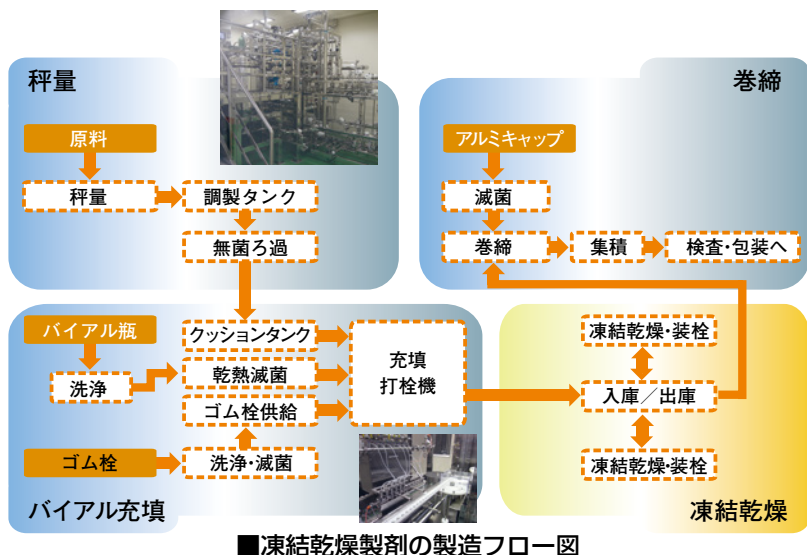 秤量
原料
秤量
調製タンク
無菌ろ過
巻締
アルミキャップ
滅菌
巻締
集積
検査・包装へ
バイアル瓶
洗浄
クッションタンク
乾熱滅菌
ゴム栓供給
充填
打栓機
ゴム栓
洗浄・滅菌
バイアル充填
凍結乾燥・装栓
入庫／出庫
凍結乾燥・装栓
凍結乾燥
■凍結乾燥製剤の製造フロー図